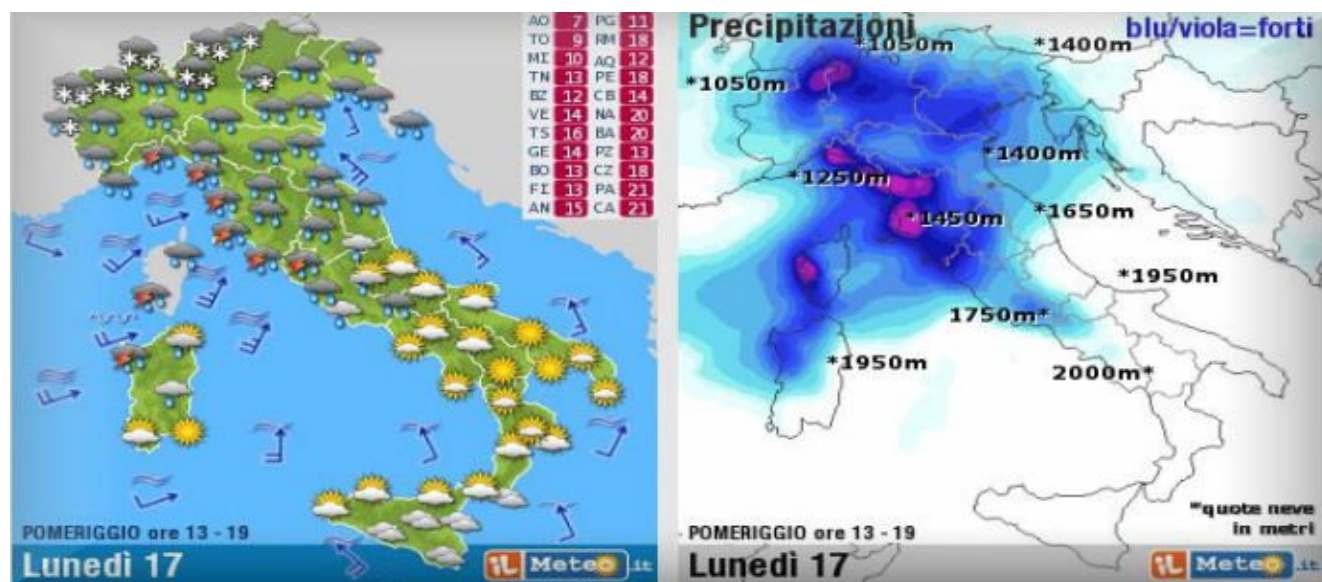 AO 7 PG 11
TO 9 RM 18
MI 10 AQ 12
TN 13 PE 18
BZ 12 CB 14
VE 14 NA 20
TS 16 BA 20
GE 14 PZ 13
BO 13 CZ 18
FI 13 PA 21
AN 15 CA 21
POMERIGGIO ore 13 - 19
Lunedì 17
iL Meteo.it
Precipitazioni
blu/viola=forti
*1050m
*1400m
*1050m
*1400m
*1250m
*1450m
*1650m
*1950m
1750m*
*1950m
2000m*
*quote neve
in metri
POMERIGGIO ore 13 - 19
Lunedì 17
iL Meteo.it